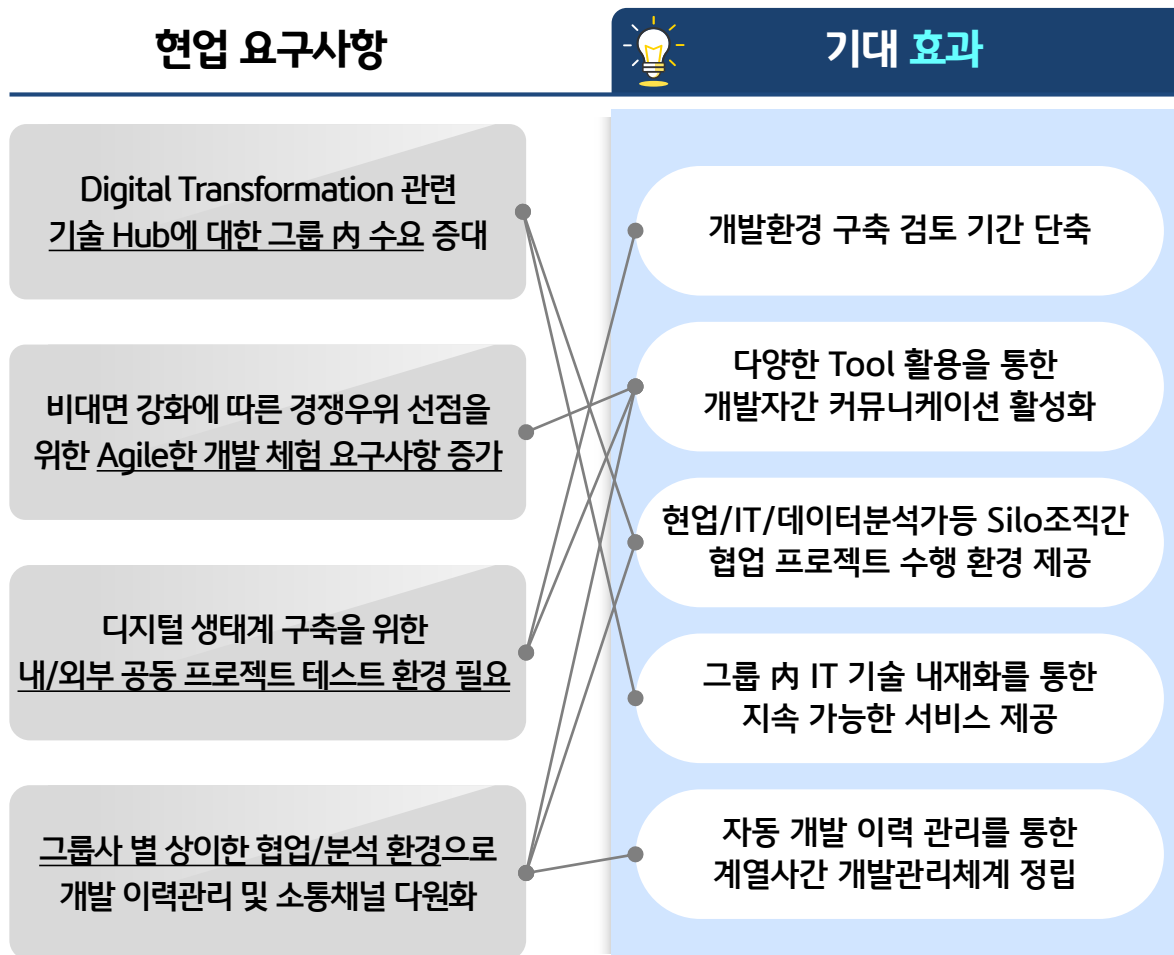 현업 요구사항
Digital Transformation 관련
기술 Hub에 대한 그룹 内 수요 증대
비대면 강화에 따른 경쟁우위 선점을
위한 Agile한 개발 체험 요구사항 증가
디지털 생태계 구축을 위한
내/외부 공동 프로젝트 테스트 환경 필요
그룹사 별 상이한 협업/분석 환경으로
개발 이력관리 및 소통채널 다원화
기대 효과
개발환경 구축 검토 기간 단축
다양한 Tool 활용을 통한
개발자간 커뮤니케이션 활성화
현업/IT/데이터분석가등 Silo조직간
협업 프로젝트 수행 환경 제공
그룹 内 IT 기술 내재화를 통한
지속 가능한 서비스 제공
자동 개발 이력 관리를 통한
계열사간 개발관리체계 정립